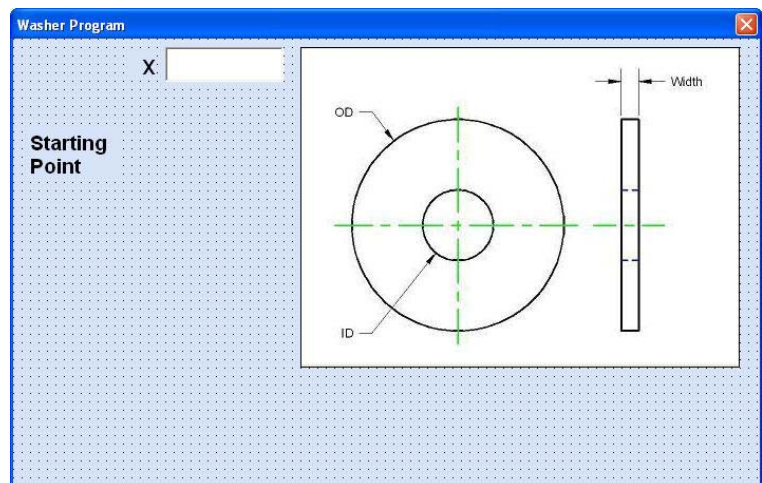 Washer Program
X
Width
OD
Starting
Point
ID